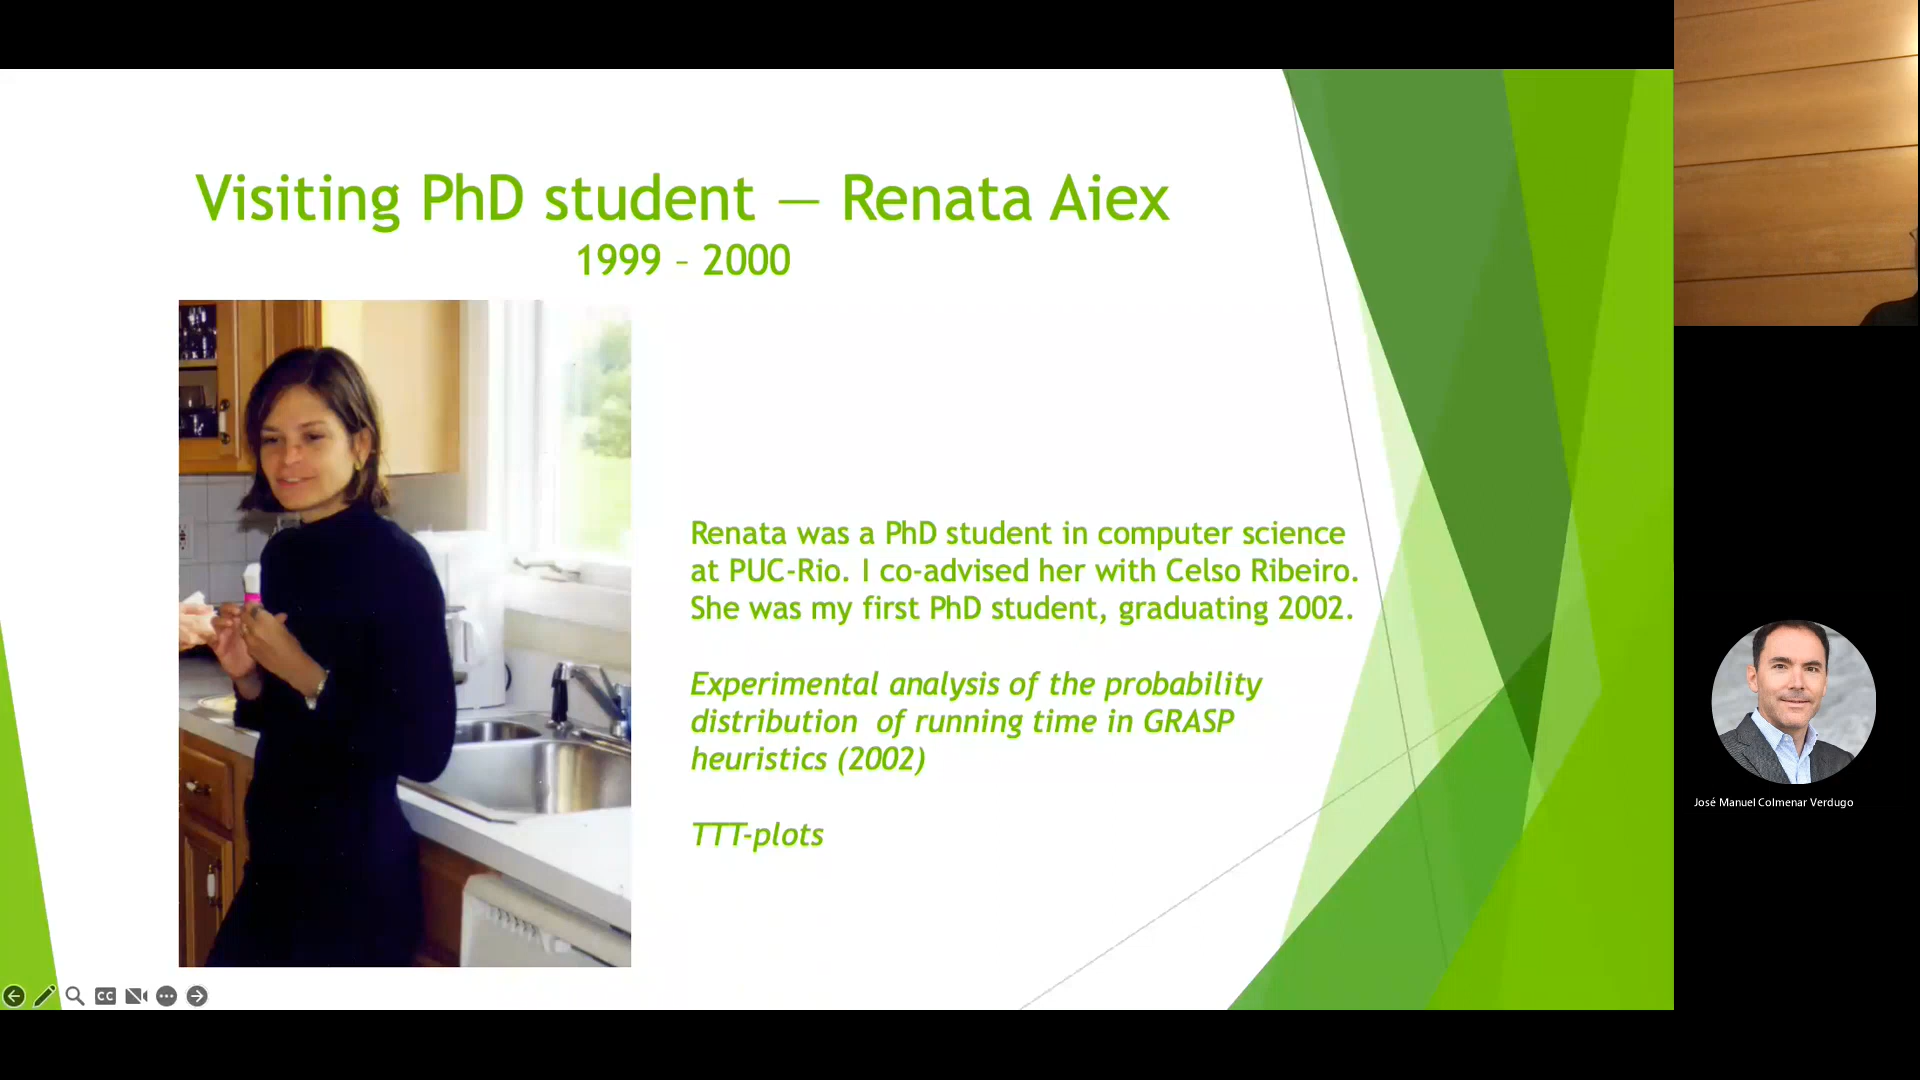 Visiting PhD student — Renata Aiex
1999 – 2000
Renata was a PhD student in computer science
at PUC-Rio. I co-advised her with Celso Ribeiro.
She was my first PhD student, graduating 2002.
Experimental analysis of the probability
distribution of running time in GRASP
heuristics (2002)
TTT-plots
CC
José Manuel Colmenar Verdugo